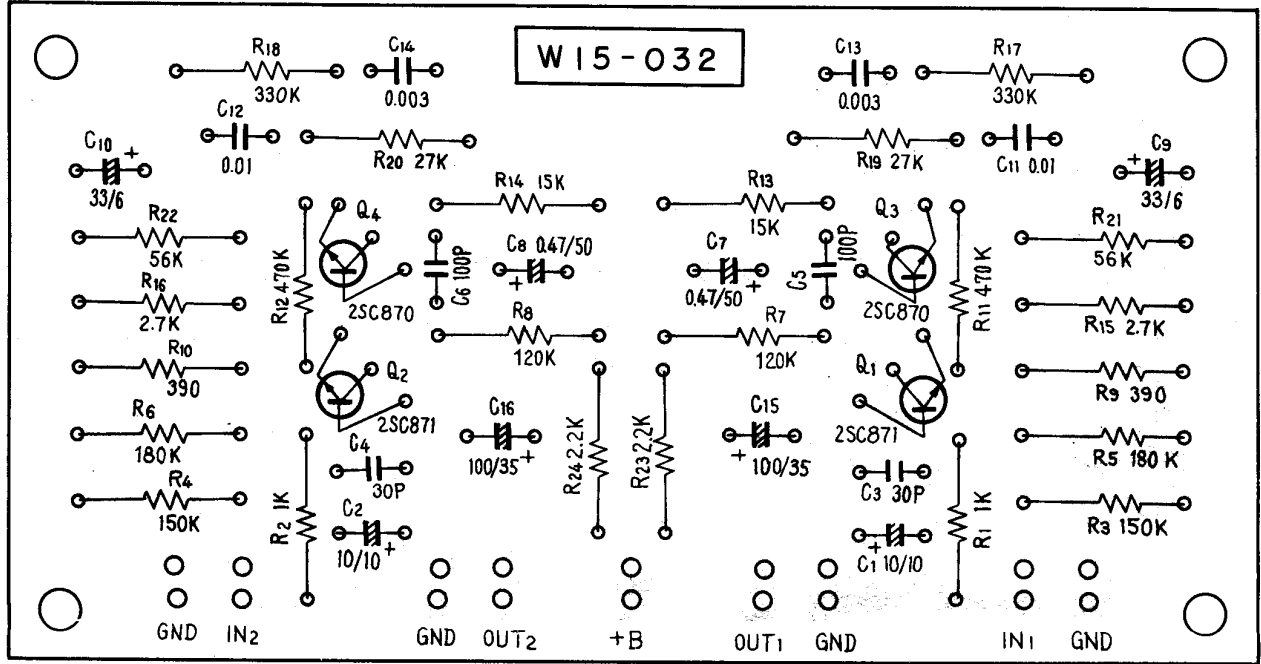 W15-032
R18
330K
C14
0.003
C13
0.003
R17
330K
C12
0.01
R20 27K
R19 27K
C11 0.01
C10
+
33/6
C9
+
33/6
R14 15K
R13
15K
R22
56K
Q4
C8 0.47/50
+
C7
+
0.47/50
Q3
R21
56K
R12 470K
2SC870
C6 100P
C5
100P
2SC870
R11 470K
R16
2.7K
R8
120K
R7
120K
R15 2.7K
R10
390
Q2
2SC871
Q1
2SC871
R9 390
R6
180K
C16
100/35
+
R24 2.2K
R23 2.2K
C15
+
100/35
R5 180K
R4
150K
R2 1K
C4
30P
C2
10/10
+
C3 30P
+
C1 10/10
R1 1K
R3 150K
GND
IN2
GND
OUT2
+B
OUT1
GND
IN1
GND